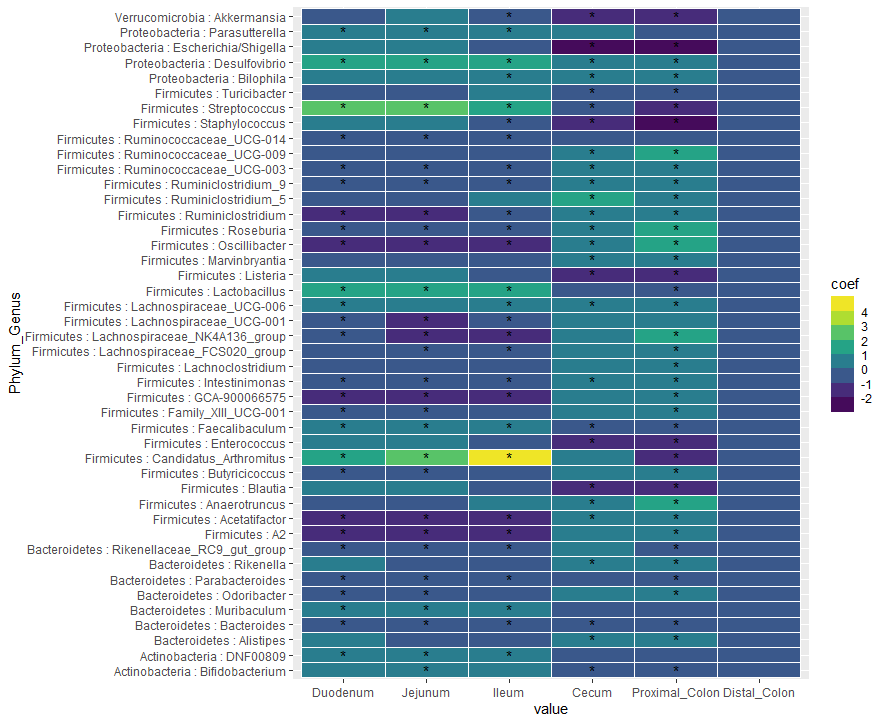 Phylum_Genus
Verrucomicrobia : Akkermansia
Proteobacteria : Parasutterella
Proteobacteria : Escherichia/Shigella
Proteobacteria : Desulfovibrio
Proteobacteria : Bilophila
Firmicutes : Turicibacter
Firmicutes : Streptococcus
Firmicutes : Staphylococcus
Firmicutes : Ruminococcaceae_UCG-014
Firmicutes : Ruminococcaceae_UCG-009
Firmicutes : Ruminococcaceae_UCG-003
Firmicutes : Ruminiclostridium_9
Firmicutes : Ruminiclostridium_5
Firmicutes : Ruminiclostridium
Firmicutes : Roseburia
Firmicutes : Oscillibacter
Firmicutes : Marvinbryantia
Firmicutes : Listeria
Firmicutes : Lactobacillus
Firmicutes : Lachnospiraceae_UCG-006
Firmicutes : Lachnospiraceae_UCG-001
Firmicutes : Lachnospiraceae_NK4A136_group
Firmicutes : Lachnospiraceae_FCS020_group
Firmicutes : Lachnoclostridium
Firmicutes : Intestinimonas
Firmicutes : GCA-900066575
Firmicutes : Family_XIII_UCG-001
Firmicutes : Faecalibaculum
Firmicutes : Enterococcus
Firmicutes : Candidatus_Arthromitus
Firmicutes : Butyricicoccus
Firmicutes : Blautia
Firmicutes : Anaerotruncus
Firmicutes : Acetatifactor
Firmicutes : A2
Bacteroidetes : Rikenellaceae_RC9_gut_group
Bacteroidetes : Rikenella
Bacteroidetes : Parabacteroides
Bacteroidetes : Odoribacter
Bacteroidetes : Muribaculum
Bacteroidetes : Bacteroides
Bacteroidetes : Alistipes
Actinobacteria : DNF00809
Actinobacteria : Bifidobacterium
Duodenum Jejunum Ileum Cecum Proximal_Colon Distal_Colon
value
coef
4
3
2
1
0
-1
-2